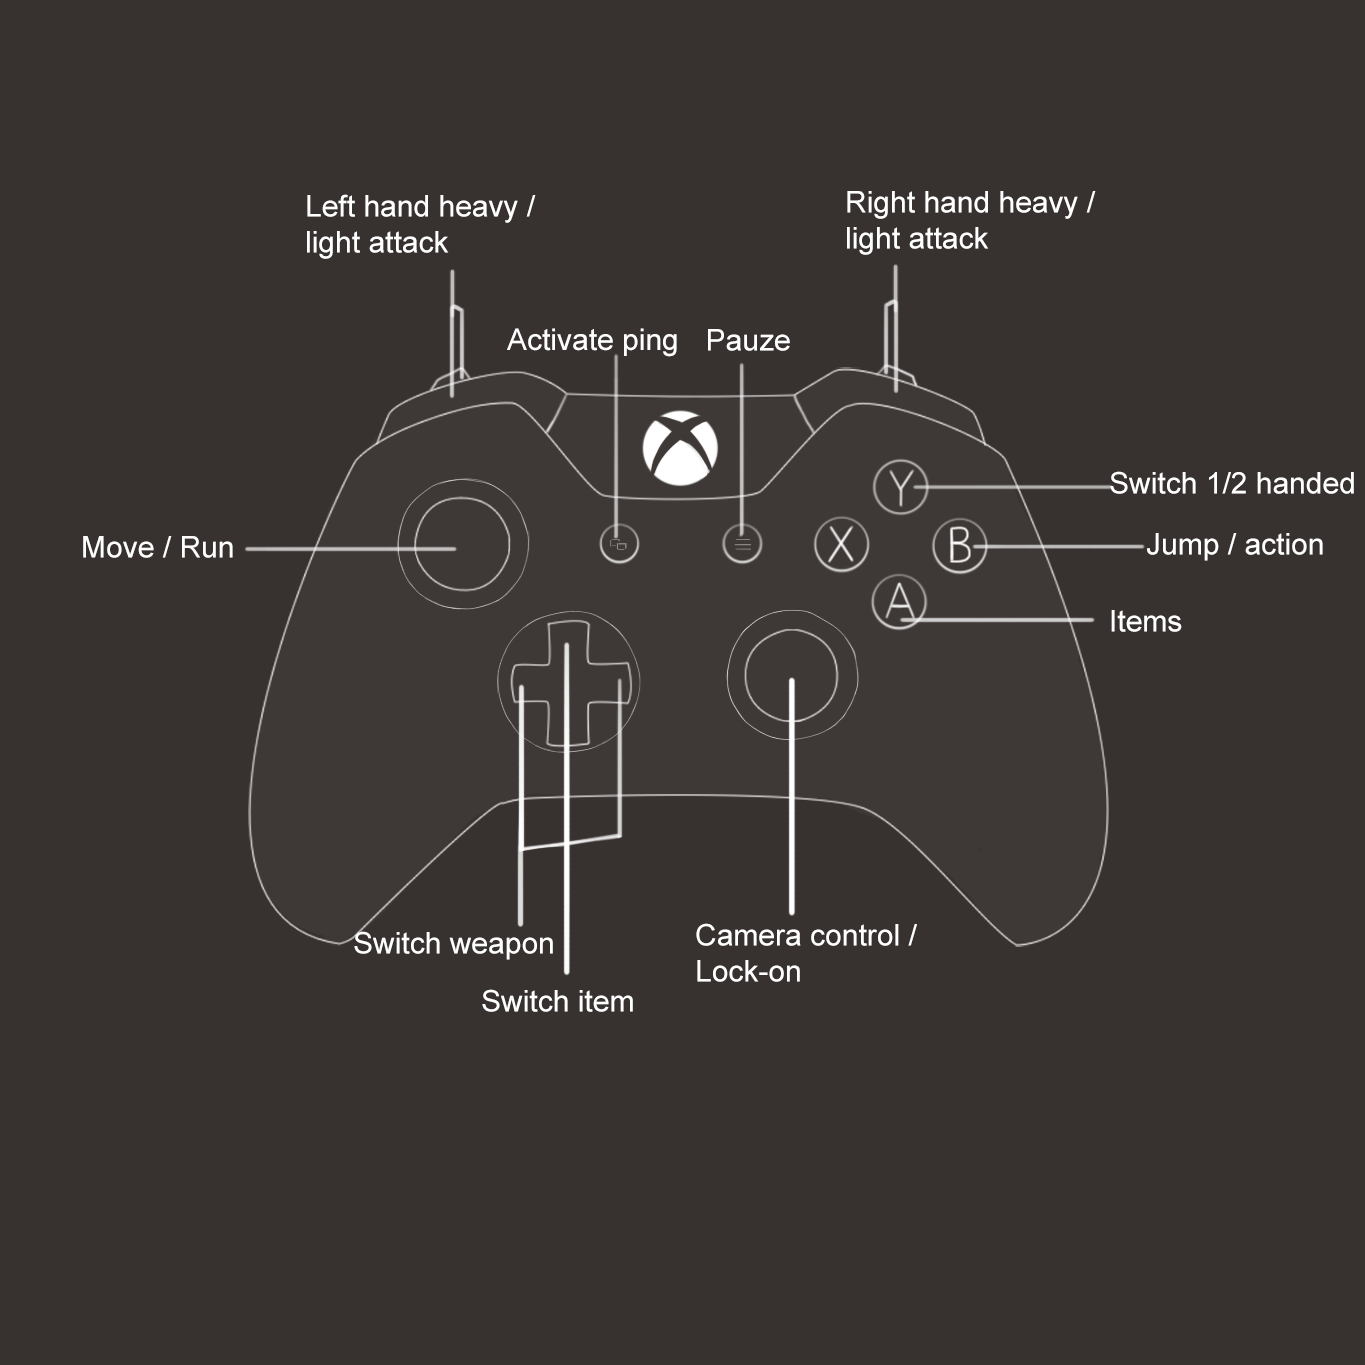 Left hand heavy /
light attack
Right hand heavy /
light attack
Activate ping
Pauze
Y
Switch 1/2 handed
X
B
Jump / action
Move / Run
A
Items
Switch weapon
Camera control /
Lock-on
Switch item